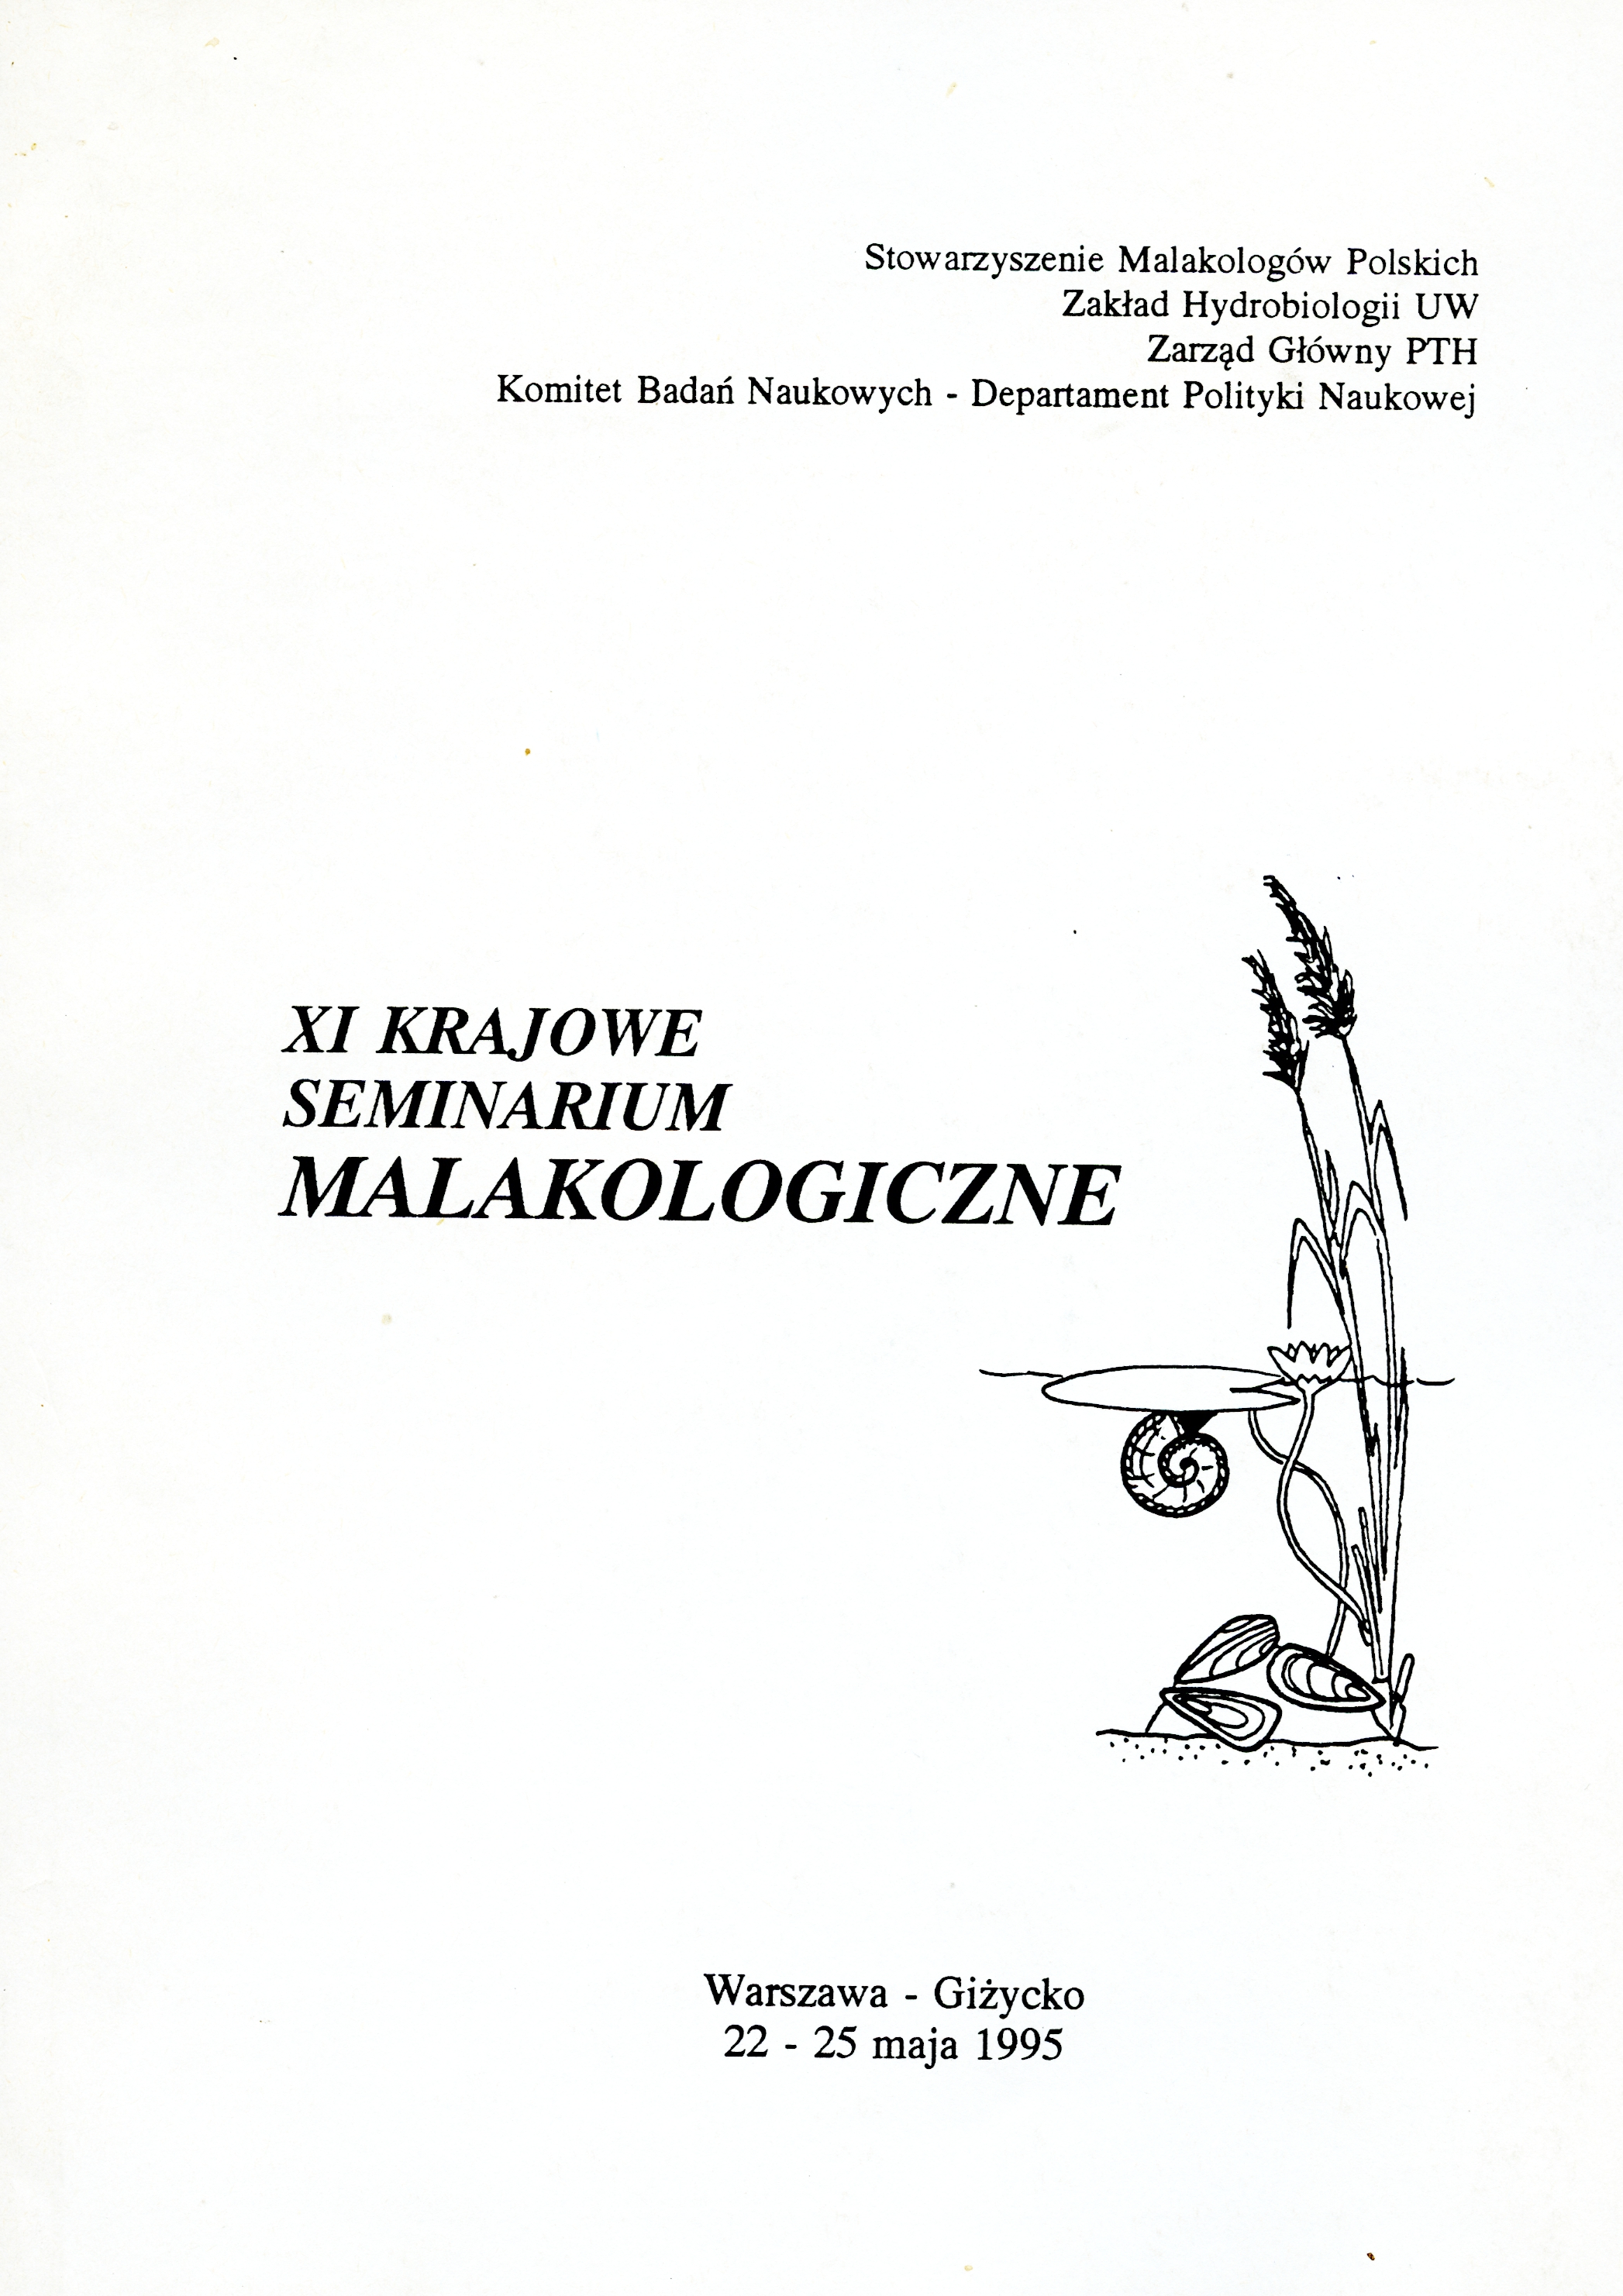 Stowarzyszenie Malakologów Polskich
Zakład Hydrobiologii UW
Zarząd Główny PTH
Komitet Badań Naukowych - Departament Polityki Naukowej
XI KRAJOWE
SEMINARIUM
MALAKOLOGICZNE
Warszawa - Giżycko
22 - 25 maja 1995